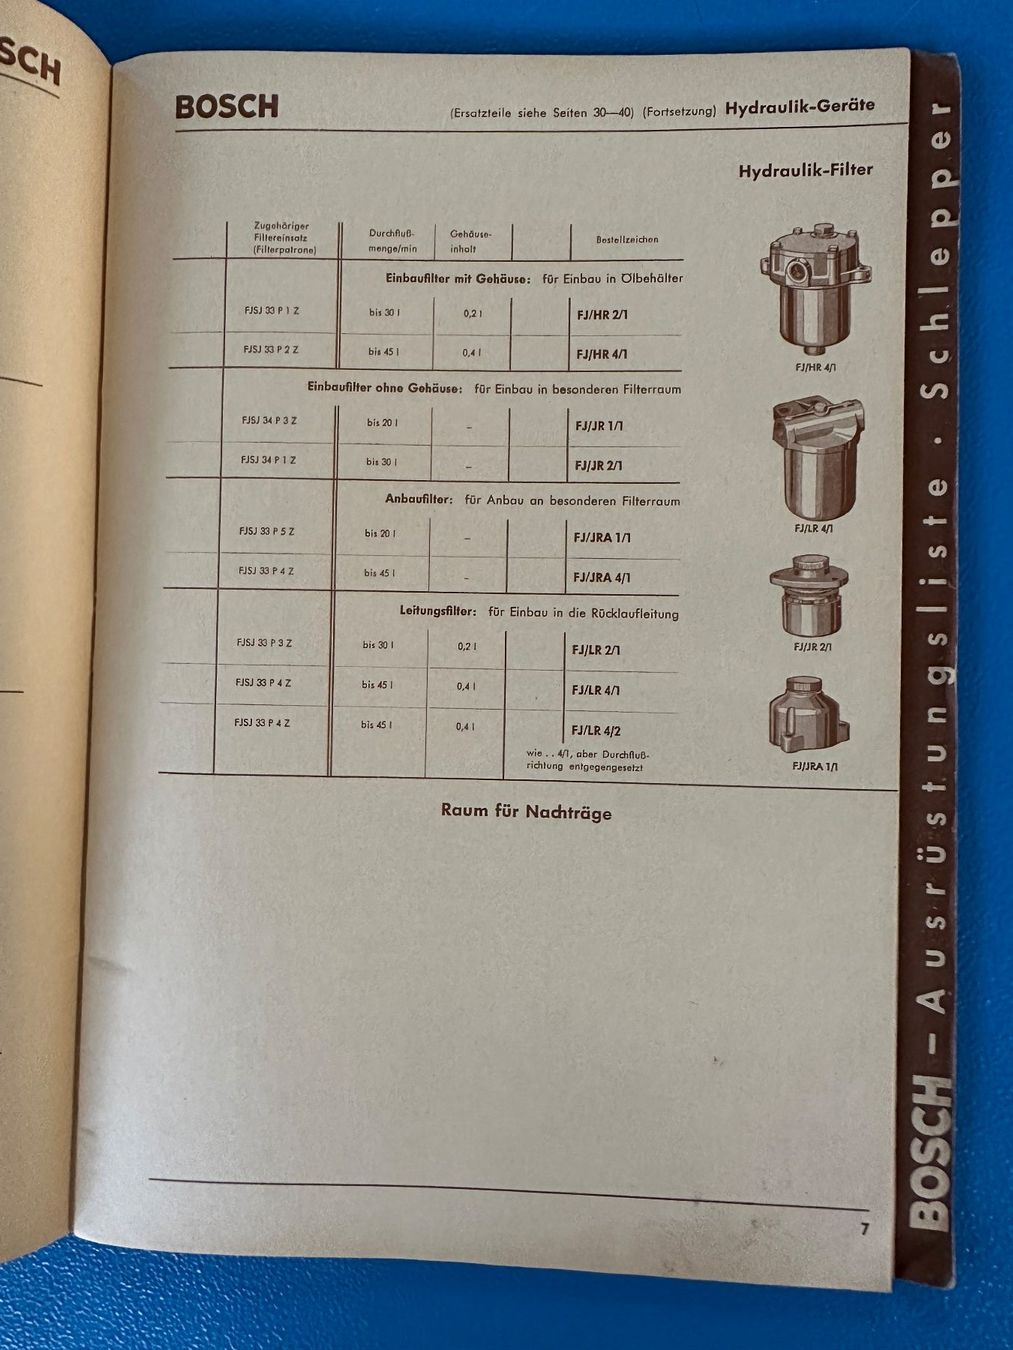 SCH
BOSCH
(Ersatzteile siehe Seiten 30—40) (Fortsetzung) Hydraulik-Geräte
Hydraulik-Filter
Zugehöriger
Filtereinsatz
(Filterpatrone)
Durchfluß-
menge/min
Gehäuse-
inhalt
Bestellzeichen
Einbaufilter mit Gehäuse: für Einbau in Ölbehälter
FJSJ 33 P 1 Z bis 30 l 0,2 l FJ/HR 2/1
FJSJ 33 P 2 Z bis 45 l 0,4 l FJ/HR 4/1
Einbaufilter ohne Gehäuse: für Einbau in besonderen Filterraum
FJSJ 34 P 3 Z bis 20 l – FJ/JR 1/1
FJSJ 34 P 1 Z bis 30 l – FJ/JR 2/1
Anbaufilter: für Anbau an besonderen Filterraum
FJSJ 33 P 5 Z bis 20 l – FJ/JRA 1/1
FJSJ 33 P 4 Z bis 45 l – FJ/JRA 4/1
Leitungsfilter: für Einbau in die Rücklaufleitung
FJSJ 33 P 3 Z bis 30 l 0,2 l FJ/LR 2/1
FJSJ 33 P 4 Z bis 45 l 0,4 l FJ/LR 4/1
FJSJ 33 P 4 Z bis 45 l 0,4 l FJ/LR 4/2
wie . . 4/1, aber Durchfluß-
richtung entgegengesetzt
FJ/HR 4/1
FJ/LR 4/1
FJ/JR 2/1
FJ/JRA 1/1
Raum für Nachträge
7
BOSCH – Ausrüstungsliste · Schlepper